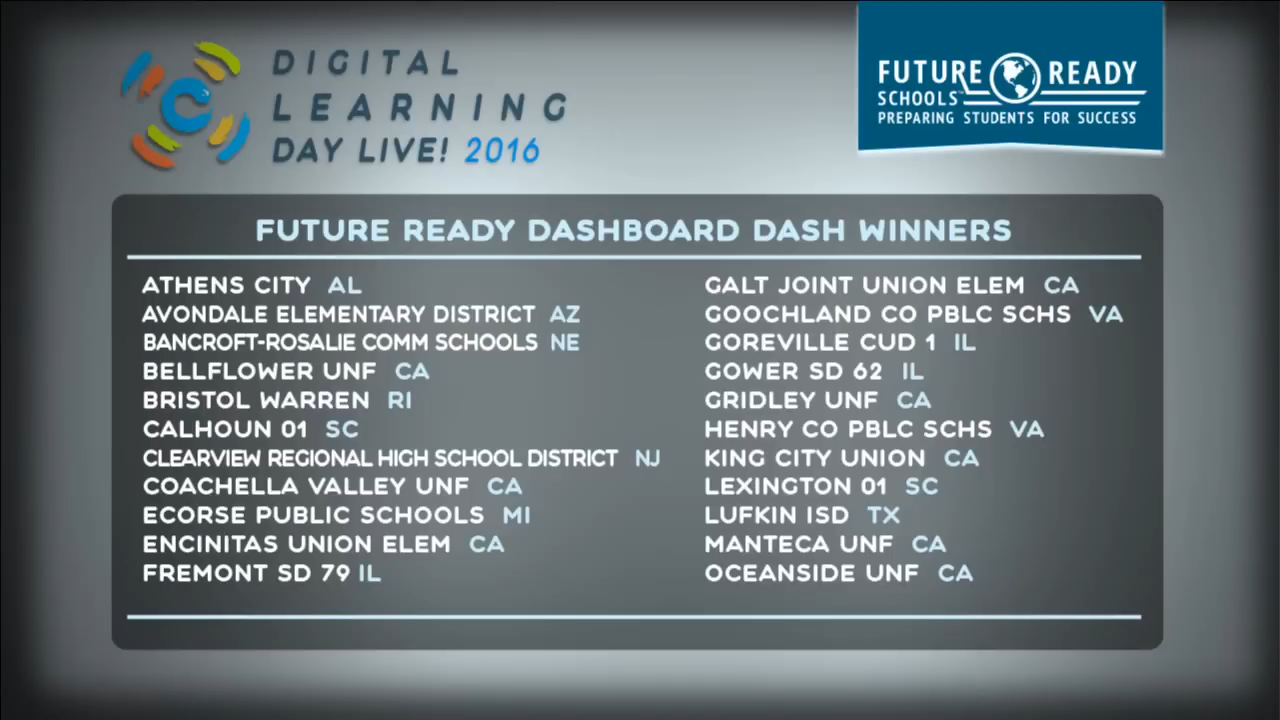 DIGITAL
LEARNING
DAY LIVE! 2016
FUTURE READY
SCHOOLS™
PREPARING STUDENTS FOR SUCCESS
FUTURE READY DASHBOARD DASH WINNERS
ATHENS CITY AL
AVONDALE ELEMENTARY DISTRICT AZ
BANCROFT-ROSALIE COMM SCHOOLS NE
BELLFLOWER UNF CA
BRISTOL WARREN RI
CALHOUN 01 SC
CLEARVIEW REGIONAL HIGH SCHOOL DISTRICT NJ
COACHELLA VALLEY UNF CA
ECORSE PUBLIC SCHOOLS MI
ENCINITAS UNION ELEM CA
FREMONT SD 79 IL
GALT JOINT UNION ELEM CA
GOOCHLAND CO PBLC SCHS VA
GOREVILLE CUD 1 IL
GOWER SD 62 IL
GRIDLEY UNF CA
HENRY CO PBLC SCHS VA
KING CITY UNION CA
LEXINGTON 01 SC
LUFKIN ISD TX
MANTECA UNF CA
OCEANSIDE UNF CA